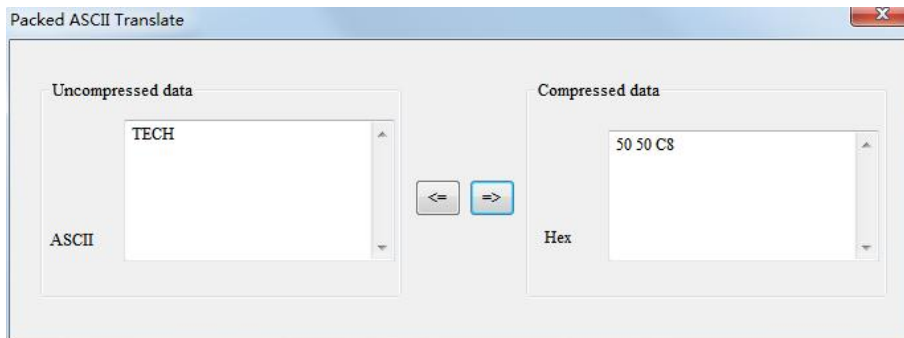 Packed ASCII Translate
Uncompressed data
TECH
ASCII
<=
=>
Compressed data
50 50 C8
Hex